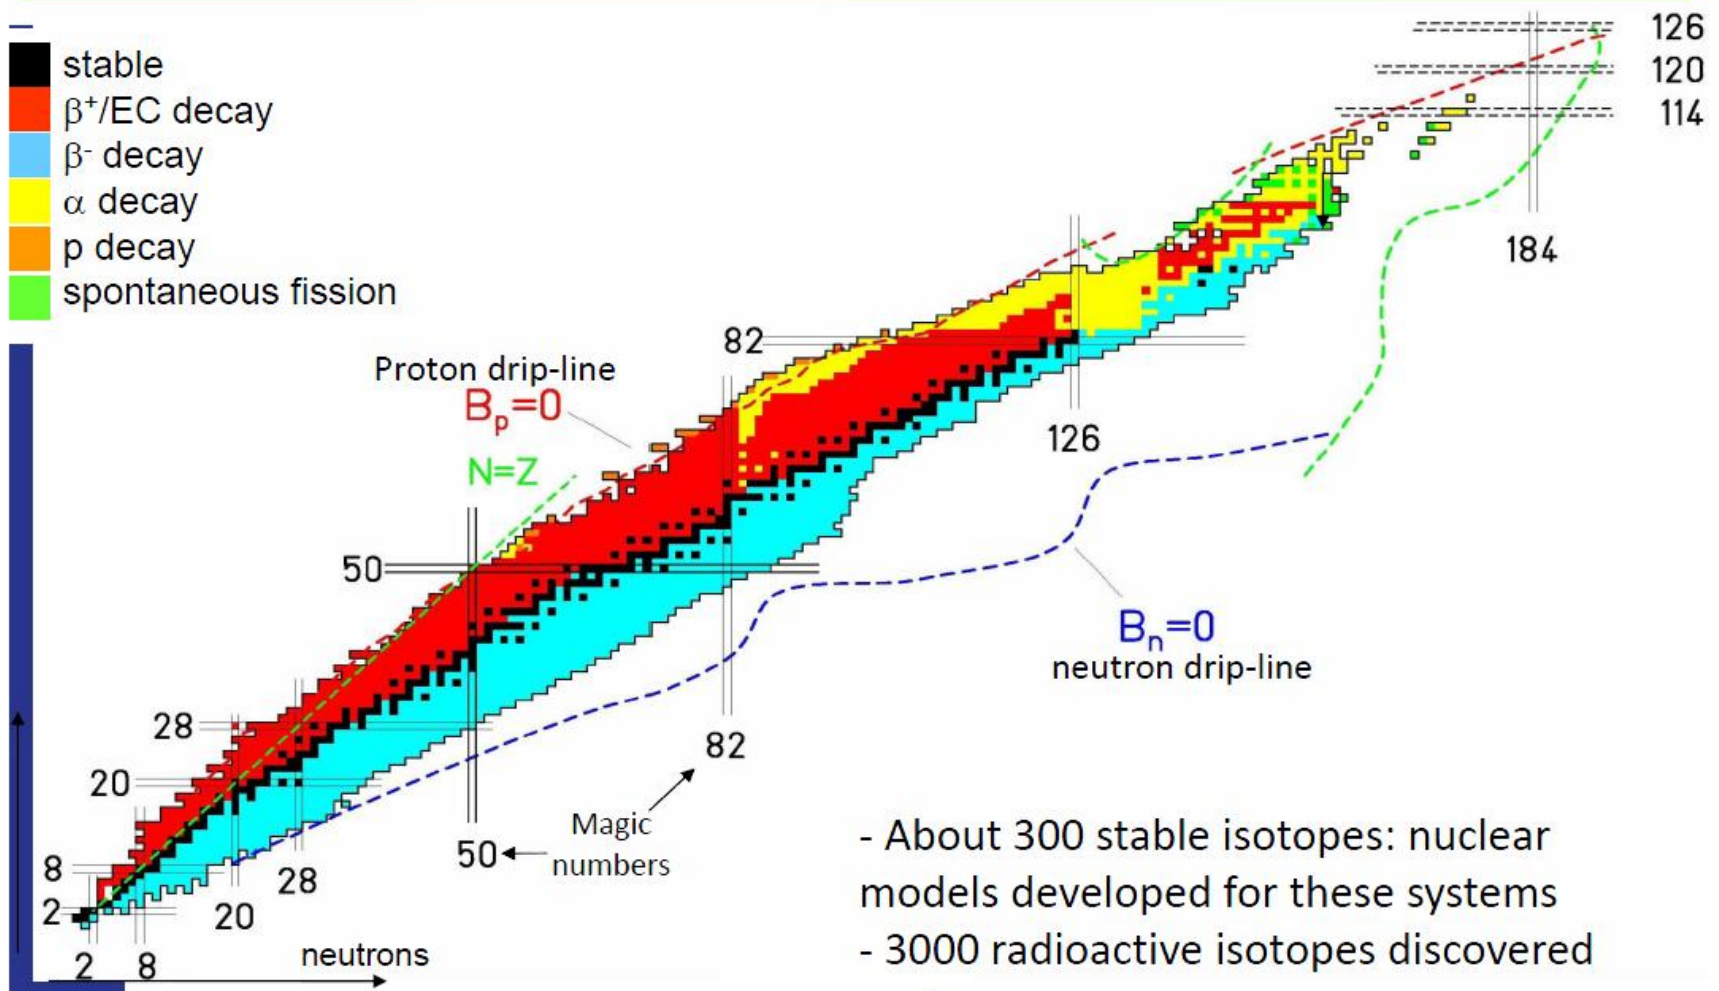 stable
β⁺/EC decay
β⁻ decay
α decay
p decay
spontaneous fission
126
120
114
184
82
Proton drip-line
Bₚ=0
N=Z
126
50
Bₙ=0
neutron drip-line
28
82
20
Magic
numbers
50
8
28
2
20
neutrons
2
8
- About 300 stable isotopes: nuclear
models developed for these systems
- 3000 radioactive isotopes discovered